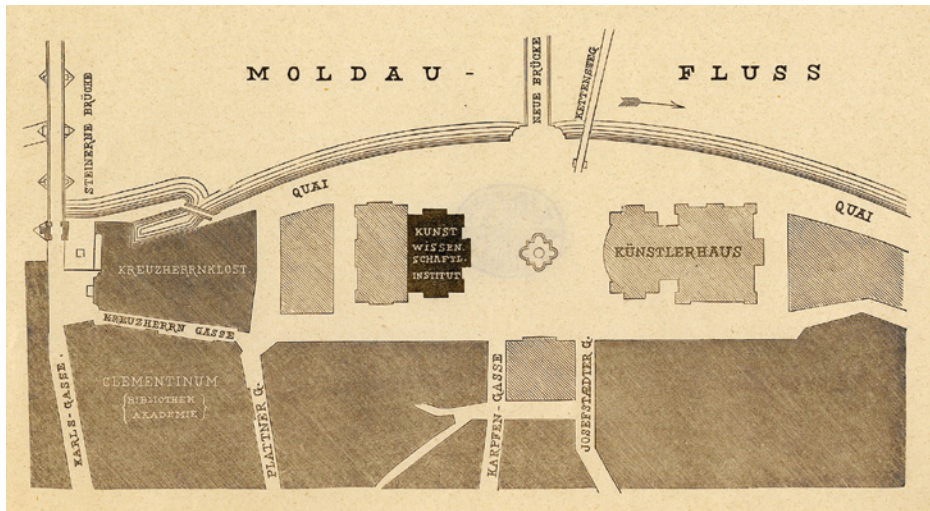 MOLDAU - FLUSS
STEINERNE BRÜCKE
NEUE BRÜCKE
KETTENSTEG
QUAI
QUAI
KREUZHERRNKLOST.
KUNST
WISSEN.
SCHAFTL.
INSTITUT
KÜNSTLERHAUS
KREUZHERRN GASSE
CLEMENTINUM
BIBLIOTHEK
AKADEMIE
KARLS-GASSE.
PLATTNER G.
KARPFEN-GASSE
JOSEFSTÆDTER G.